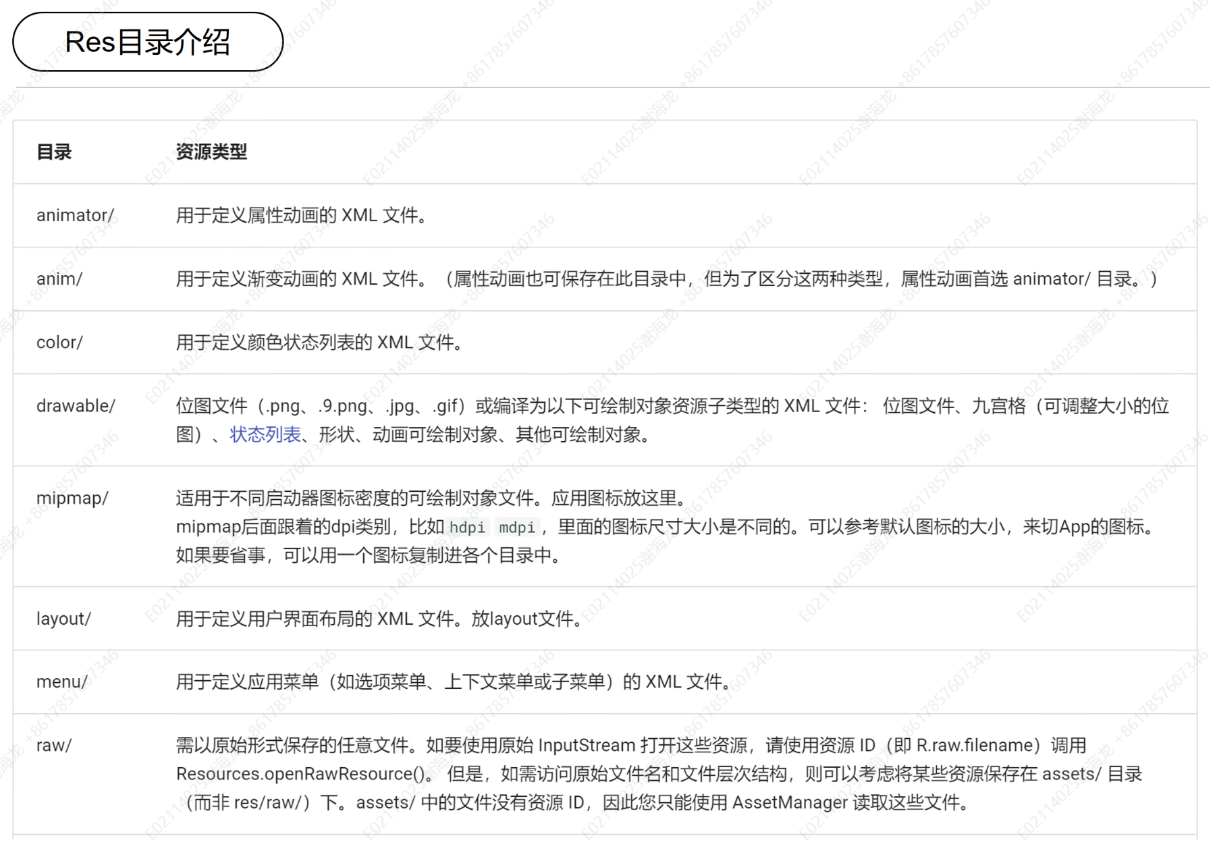 Res目录介绍
目录 资源类型
animator/ 用于定义属性动画的 XML 文件。
anim/ 用于定义渐变动画的 XML 文件。（属性动画也可保存在此目录中，但为了区分这两种类型，属性动画首选 animator/ 目录。）
color/ 用于定义颜色状态列表的 XML 文件。
drawable/ 位图文件（.png、.9.png、.jpg、.gif）或编译为以下可绘制对象资源子类型的 XML 文件： 位图文件、九宫格（可调整大小的位
图）、状态列表、形状、动画可绘制对象、其他可绘制对象。
mipmap/ 适用于不同启动器图标密度的可绘制对象文件。应用图标放这里。
mipmap后面跟着的dpi类别，比如 hdpi mdpi ，里面的图标尺寸大小是不同的。可以参考默认图标的大小，来切App的图标。
如果要省事，可以用一个图标复制进各个目录中。
layout/ 用于定义用户界面布局的 XML 文件。放layout文件。
menu/ 用于定义应用菜单（如选项菜单、上下文菜单或子菜单）的 XML 文件。
raw/ 需以原始形式保存的任意文件。如要使用原始 InputStream 打开这些资源，请使用资源 ID（即 R.raw.filename）调用
Resources.openRawResource()。 但是，如需访问原始文件名和文件层次结构，则可以考虑将某些资源保存在 assets/ 目录
（而非 res/raw/）下。assets/ 中的文件没有资源 ID，因此您只能使用 AssetManager 读取这些文件。
E02114025谢海龙 +8617857607346